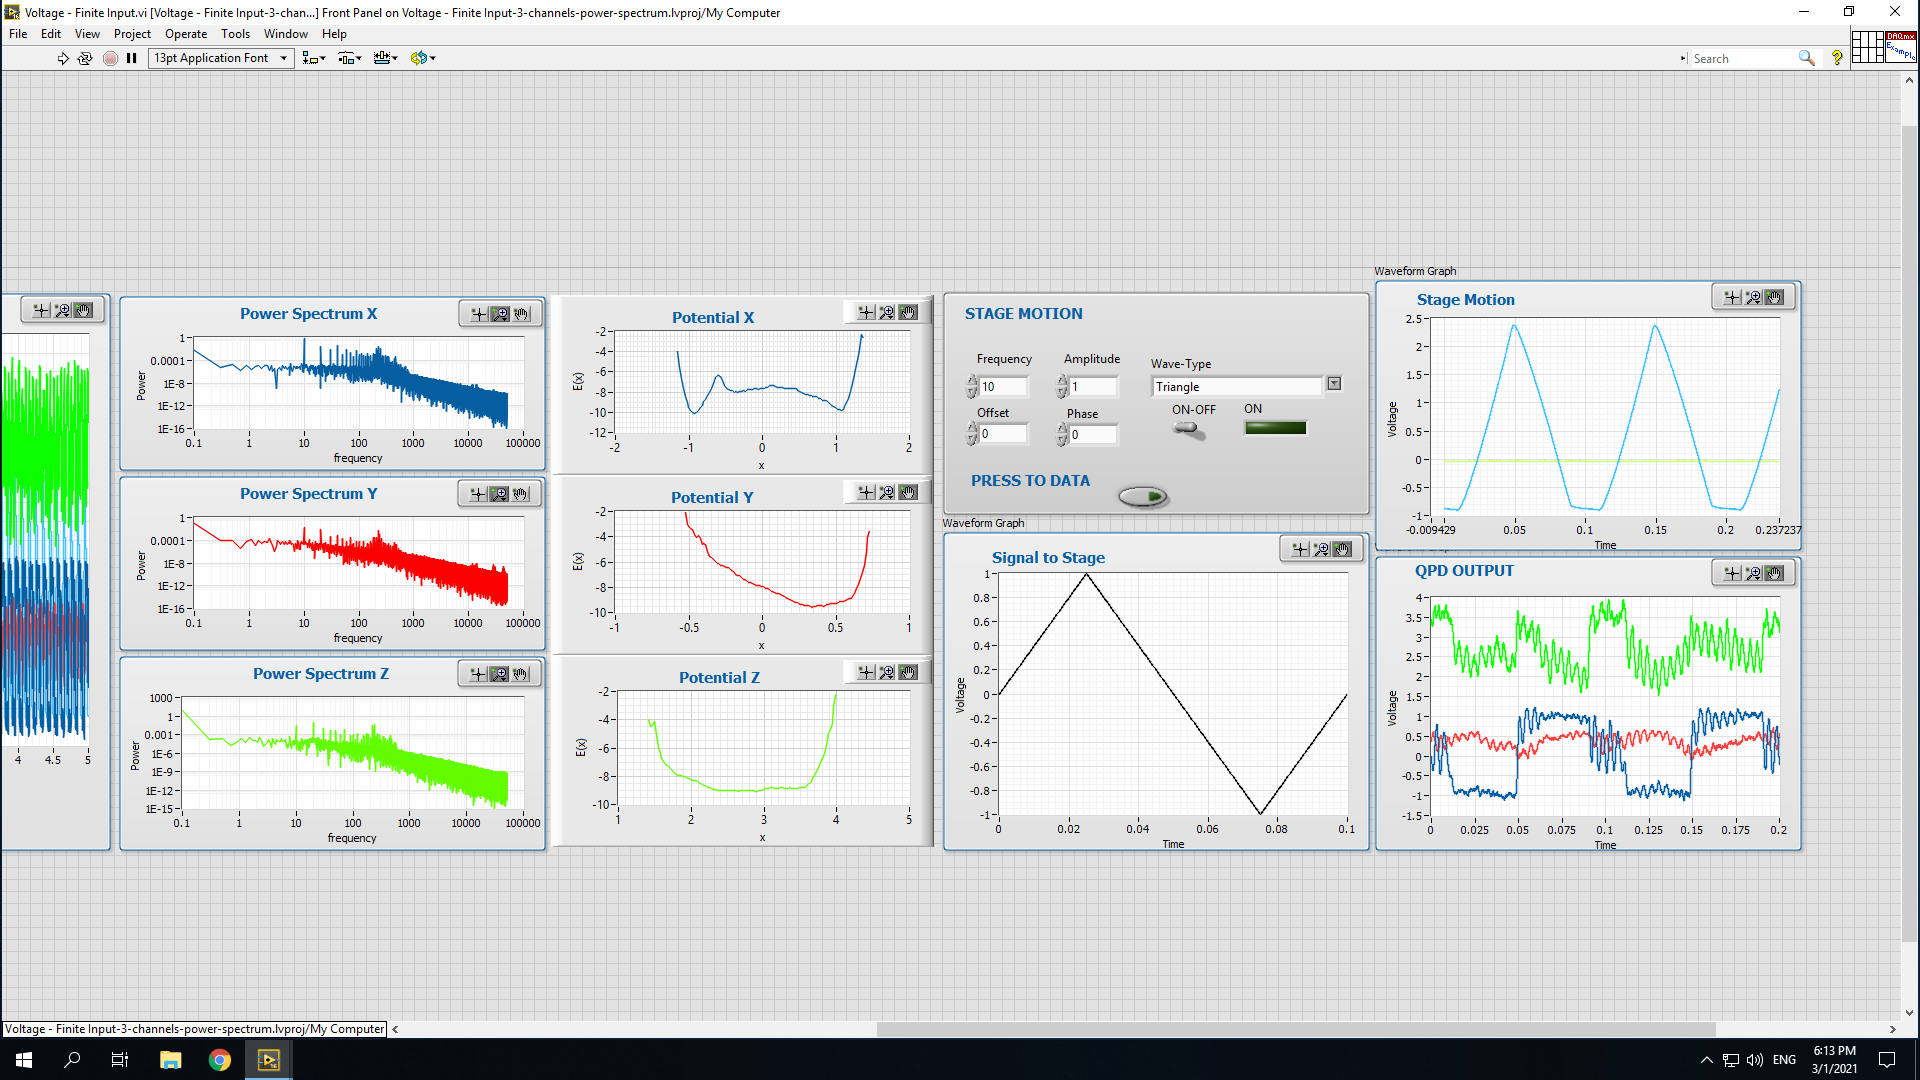 Voltage - Finite Input.vi [Voltage - Finite Input-3-chan...] Front Panel on Voltage - Finite Input-3-channels-power-spectrum.lvproj/My Computer
File Edit View Project Operate Tools Window Help
13pt Application Font
Search
DAQmx
Example
4 4.5 5
Power Spectrum X
1
0.0001
1E-8
1E-12
1E-16
Power
0.1 1 10 100 1000 10000 100000
frequency
Power Spectrum Y
1
0.0001
1E-8
1E-12
1E-16
Power
0.1 1 10 100 1000 10000 100000
frequency
Power Spectrum Z
1000
1
0.001
1E-6
1E-9
1E-12
1E-15
Power
0.1 1 10 100 1000 10000 100000
frequency
Potential X
-2
-4
-6
-8
-10
-12
E(x)
-2 -1 0 1 2
x
Potential Y
-2
-4
-6
-8
-10
E(x)
-1 -0.5 0 0.5 1
x
Potential Z
-2
-4
-6
-8
-10
E(x)
1 2 3 4 5
x
STAGE MOTION
Frequency Amplitude Wave-Type
10 1 Triangle
Offset Phase ON-OFF ON
0 0
PRESS TO DATA
Waveform Graph
Signal to Stage
1
0.8
0.6
0.4
0.2
0
-0.2
-0.4
-0.6
-0.8
-1
Voltage
0 0.02 0.04 0.06 0.08 0.1
Time
Waveform Graph
Stage Motion
2.5
2
1.5
1
0.5
0
-0.5
-1
Voltage
-0.009429 0.05 0.1 0.15 0.2 0.237237
Time
QPD OUTPUT
4
3.5
3
2.5
2
1.5
1
0.5
0
-0.5
-1
-1.5
Voltage
0 0.025 0.05 0.075 0.1 0.125 0.15 0.175 0.2
Time
Voltage - Finite Input-3-channels-power-spectrum.lvproj/My Computer
ENG
6:13 PM
3/1/2021